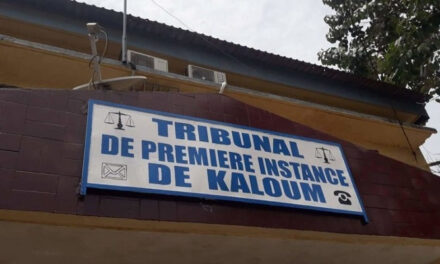 TRIBUNAL
DE PREMIERE INSTANCE
DE KALOUM